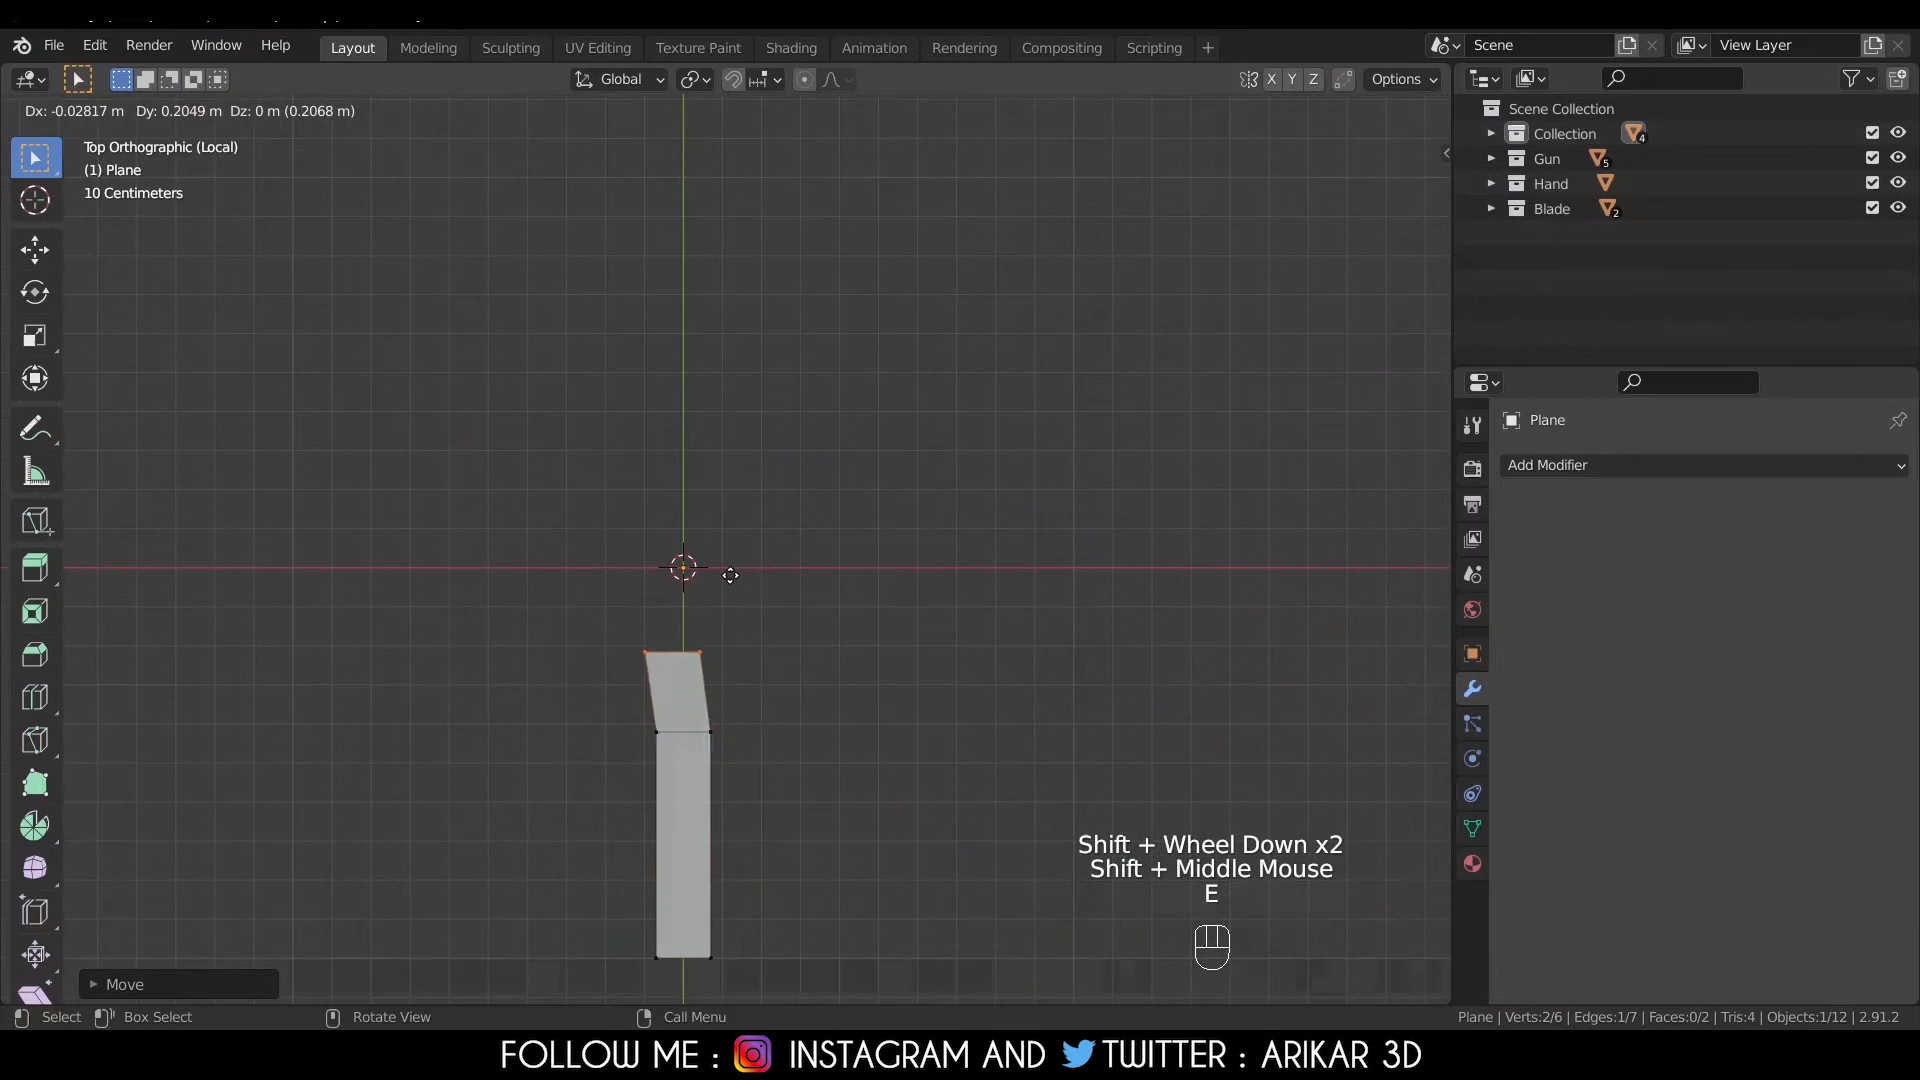 File Edit Render Window Help Layout Modeling Sculpting UV Editing Texture Paint Shading Animation Rendering Compositing Scripting + Scene View Layer
Global X Y Z Options
Dx: -0.02817 m Dy: 0.2049 m Dz: 0 m (0.2068 m)
Top Orthographic (Local)
(1) Plane
10 Centimeters
Scene Collection
Collection 4
Gun 5
Hand
Blade 2
Plane
Add Modifier
Shift + Wheel Down x2
Shift + Middle Mouse
E
Move
Select Box Select Rotate View Call Menu Plane | Verts:2/6 | Edges:1/7 | Faces:0/2 | Tris:4 | Objects:1/12 | 2.91.2
FOLLOW ME : INSTAGRAM AND TWITTER : ARIKAR 3D